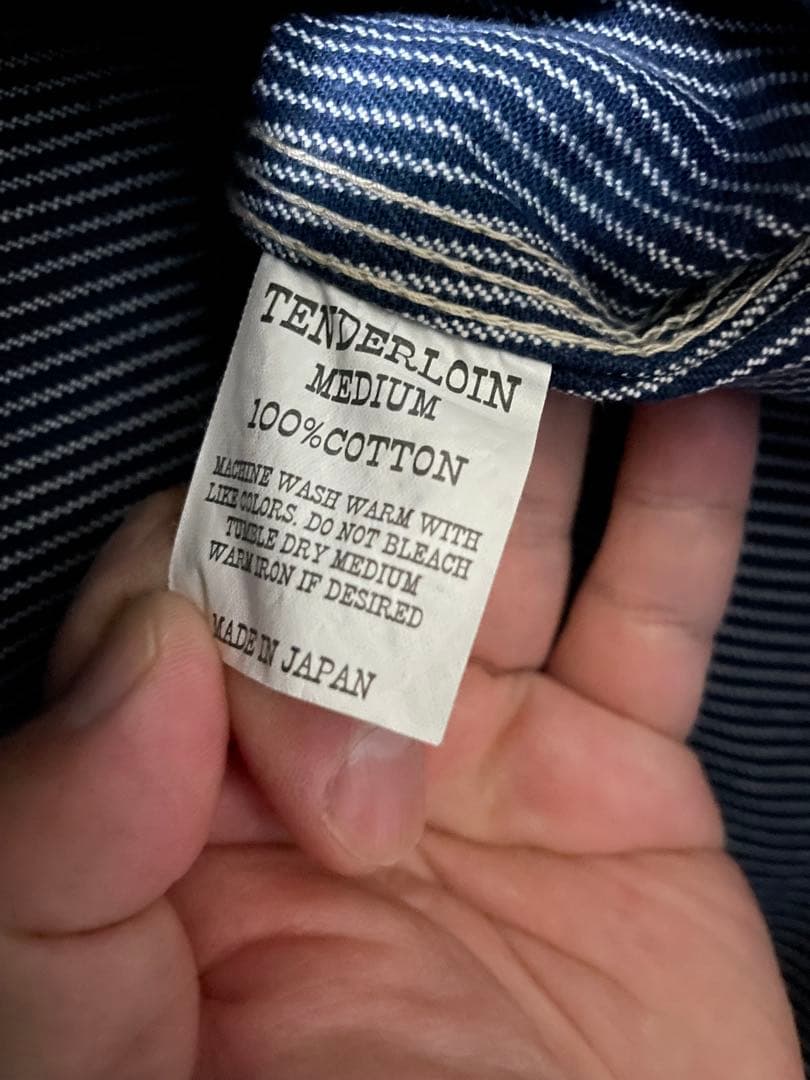 TENDERLOIN
MEDIUM
100%COTTON
MACHINE WASH WARM WITH
LIKE COLORS. DO NOT BLEACH
TUMBLE DRY MEDIUM
WARM IRON IF DESIRED
MADE IN JAPAN